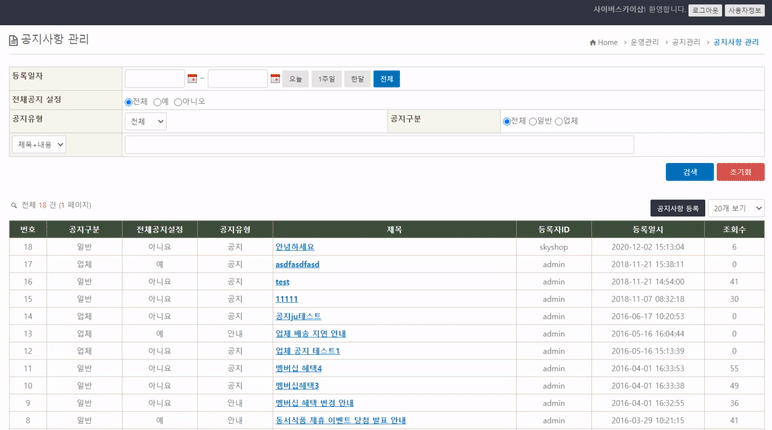 사이버스카이샵! 환영합니다. 로그아웃 사용자정보
공지사항 관리
Home > 운영관리 > 공지관리 > 공지사항 관리
등록일자 ~ 오늘 1주일 한달 전체
전체공지 설정 전체 예 아니오
공지유형 전체 공지구분 전체 일반 업체
제목+내용
검색 초기화
전체 18 건 (1 페이지) 공지사항 등록 20개 보기
번호 공지구분 전체공지설정 공지유형 제목 등록자ID 등록일시 조회수
18 일반 아니요 공지 안녕하세요 skyshop 2020-12-02 15:13:04 6
17 업체 예 공지 asdfasdfasd admin 2018-11-21 15:38:11 0
16 일반 아니요 공지 test admin 2018-11-21 14:54:00 41
15 일반 아니요 공지 11111 admin 2018-11-07 08:32:18 30
14 업체 아니요 공지 공지ju테스트 admin 2016-06-17 10:20:53 0
13 업체 예 안내 업체 배송 지연 안내 admin 2016-05-16 16:04:44 0
12 업체 아니요 공지 업체 공지 테스트1 admin 2016-05-16 15:13:39 0
11 일반 아니요 공지 멤버십 혜택4 admin 2016-04-01 16:33:53 55
10 일반 아니요 공지 멤버십혜택3 admin 2016-04-01 16:33:38 49
9 일반 아니요 안내 멤버십 혜택 변경 안내 admin 2016-04-01 16:32:55 36
8 일반 예 안내 동서식품 제휴 이벤트 당첨 발표 안내 admin 2016-03-29 10:21:15 41